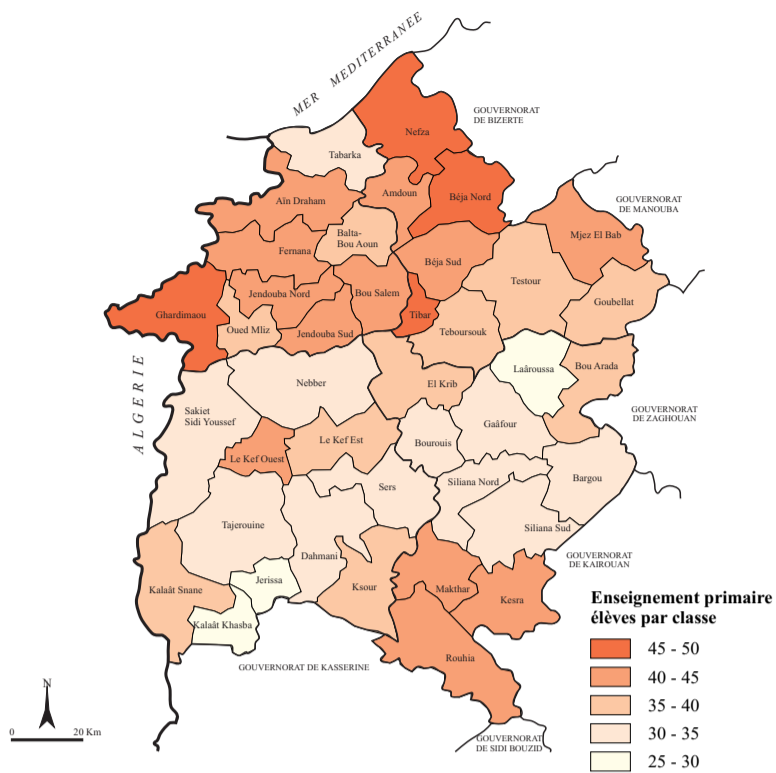 MER MEDITERRANEE
GOUVERNORAT
DE BIZERTE
Nefza
Tabarka
Amdoun
Béja Nord
Aïn Draham
GOUVERNORAT
DE MANOUBA
Balta-
Bou Aoun
Mjez El Bab
Fernana
Béja Sud
Testour
Jendouba Nord
Bou Salem
Goubellat
Ghardimaou
Tibar
Oued Mliz
Jendouba Sud
Teboursouk
ALGERIE
Laâroussa
Bou Arada
Nebber
El Krib
Sakiet
Sidi Youssef
GOUVERNORAT
DE ZAGHOUAN
Gaâfour
Le Kef Est
Bourouis
Le Kef Ouest
Sers
Siliana Nord
Bargou
Tajerouine
Siliana Sud
Dahmani
GOUVERNORAT
DE KAIROUAN
Jerissa
Kalaât Snane
Ksour
Makthar
Kesra
Kalaât Khasba
Rouhia
GOUVERNORAT DE KASSERINE
GOUVERNORAT
DE SIDI BOUZID
Enseignement primaire
élèves par classe
45 - 50
40 - 45
35 - 40
30 - 35
25 - 30
N
0 20 Km